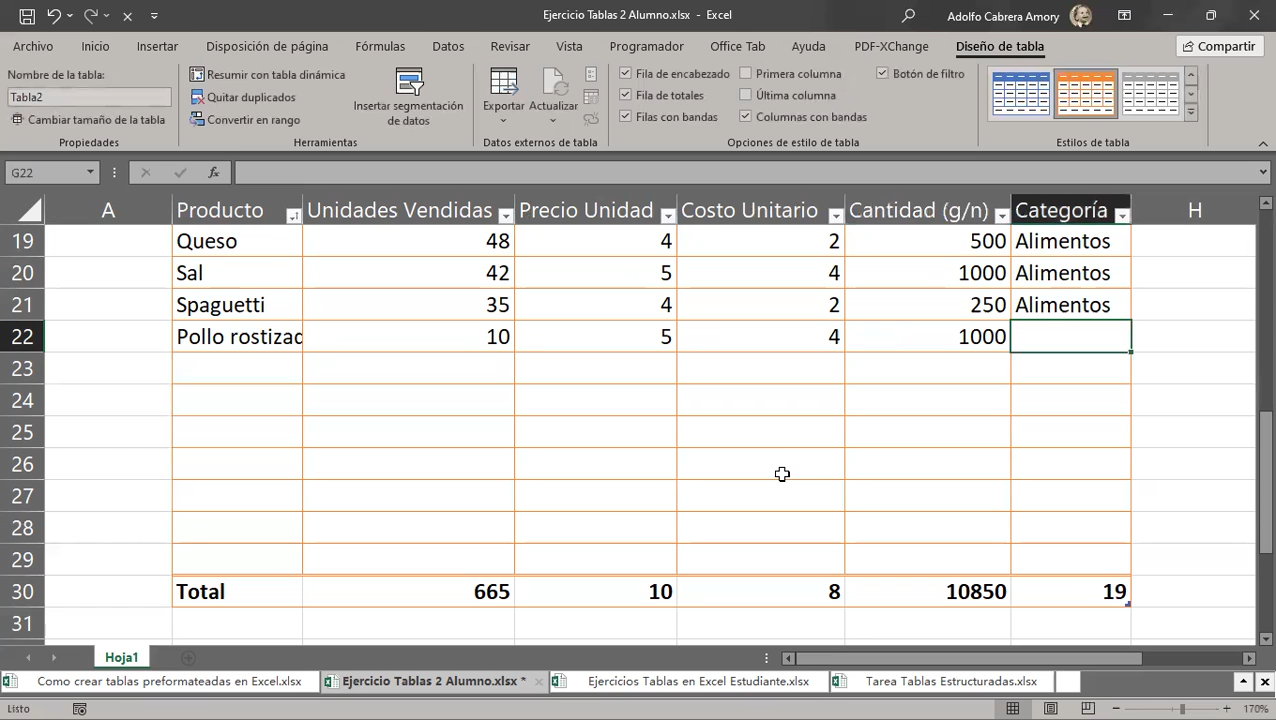 Ejercicio Tablas 2 Alumno.xlsx - Excel
Adolfo Cabrera Amory
Archivo Inicio Insertar Disposición de página Fórmulas Datos Revisar Vista Programador Office Tab Ayuda PDF-XChange Diseño de tabla Compartir
Nombre de la tabla:
Tabla2
Cambiar tamaño de la tabla
Propiedades
Resumir con tabla dinámica
Quitar duplicados
Convertir en rango
Insertar segmentación
de datos
Herramientas
Exportar Actualizar
Datos externos de tabla
Fila de encabezado Primera columna Botón de filtro
Fila de totales Última columna
Filas con bandas Columnas con bandas
Opciones de estilo de tabla
Estilos de tabla
G22 fx
A Producto Unidades Vendidas Precio Unidad Costo Unitario Cantidad (g/n) Categoría H
19 Queso 48 4 2 500 Alimentos
20 Sal 42 5 4 1000 Alimentos
21 Spaguetti 35 4 2 250 Alimentos
22 Pollo rostizad 10 5 4 1000
23
24
25
26
27
28
29
30 Total 665 10 8 10850 19
31
Hoja1
Como crear tablas preformateadas en Excel.xlsx Ejercicio Tablas 2 Alumno.xlsx * Ejercicios Tablas en Excel Estudiante.xlsx Tarea Tablas Estructuradas.xlsx
Listo 170%